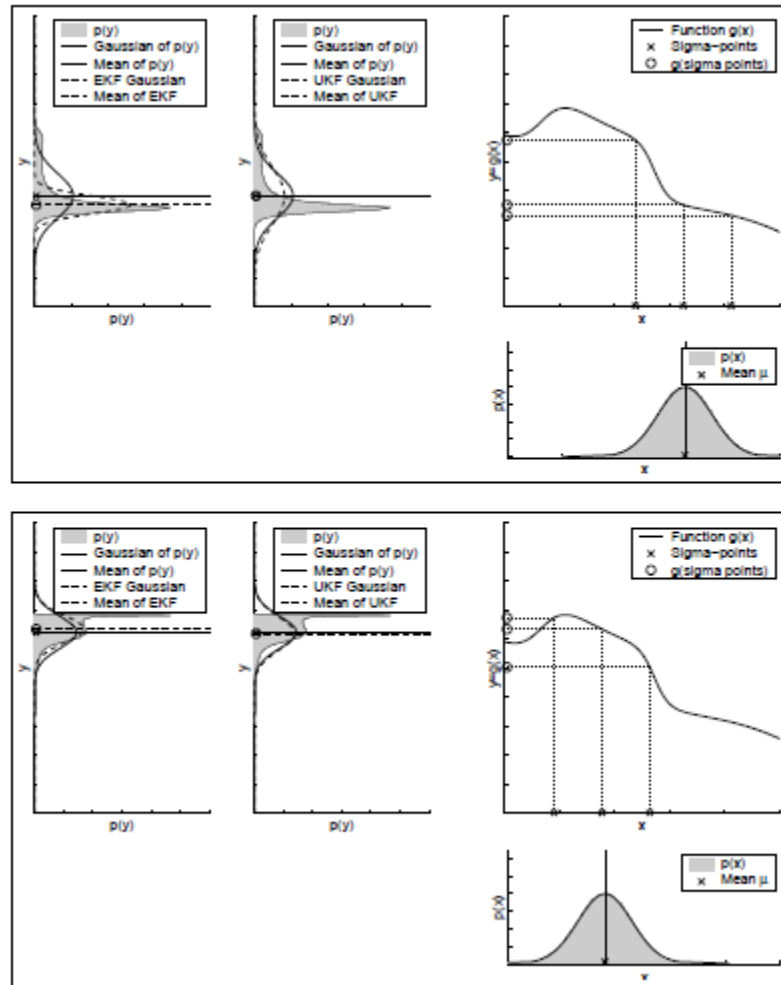 p(y)
Gaussian of p(y)
Mean of p(y)
EKF Gaussian
Mean of EKF
y
p(y)
p(y)
Gaussian of p(y)
Mean of p(y)
UKF Gaussian
Mean of UKF
y
p(y)
Function g(x)
Sigma-points
g(sigma points)
y=g(x)
x
p(x)
Mean μ
p(x)
x
p(y)
Gaussian of p(y)
Mean of p(y)
EKF Gaussian
Mean of EKF
y
p(y)
p(y)
Gaussian of p(y)
Mean of p(y)
UKF Gaussian
Mean of UKF
y
p(y)
Function g(x)
Sigma-points
g(sigma points)
y=g(x)
x
p(x)
Mean μ
p(x)
x